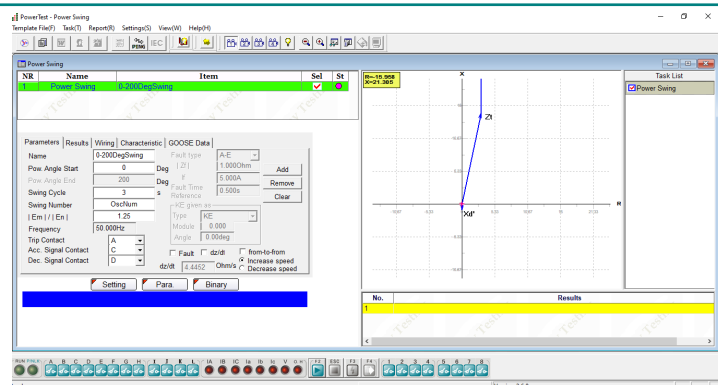 PowerTest - Power Swing
Template File(F) Task(T) Report(R) Settings(S) View(W) Help(H)
PING IEC
Power Swing
NR Name Item Sel St
1 Power Swing 0-200DegSwing
Parameters Results Wiring Characteristic GOOSE Data
Name 0-200DegSwing
Pow. Angle Start 0 Deg
Pow. Angle End 200 Deg
Swing Cycle 3 s
Swing Number OscNum
| Em | / | En | 1.25
Frequency 50.000Hz
Trip Contact A
Acc. Signal Contact C
Dec. Signal Contact D
Fault type A-E
| Zf | 1.000Ohm
If 5.000A
Fault Time Reference 0.500s
KE given as
Type KE
Module 0.000
Angle 0.00deg
Add
Remove
Clear
Fault dz/dt from-to-from
dz/dt 4.4452 Ohm/s
Increase speed
Decrease speed
Setting Para. Binary
R=-15.958
X=21.385
X
Zt
R
Xd'
Task List
Power Swing
No. Results
1
A B C D E F G H I J K L IA IB IC Ia Ib Ic V F2 ESC F3 F4 1 2 3 4 5 6 7 8